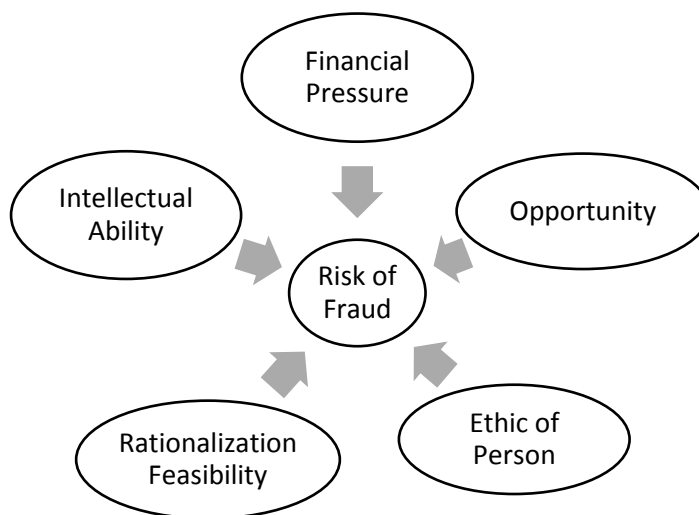 Financial
Pressure
Intellectual
Ability
Opportunity
Risk of
Fraud
Rationalization
Feasibility
Ethic of
Person